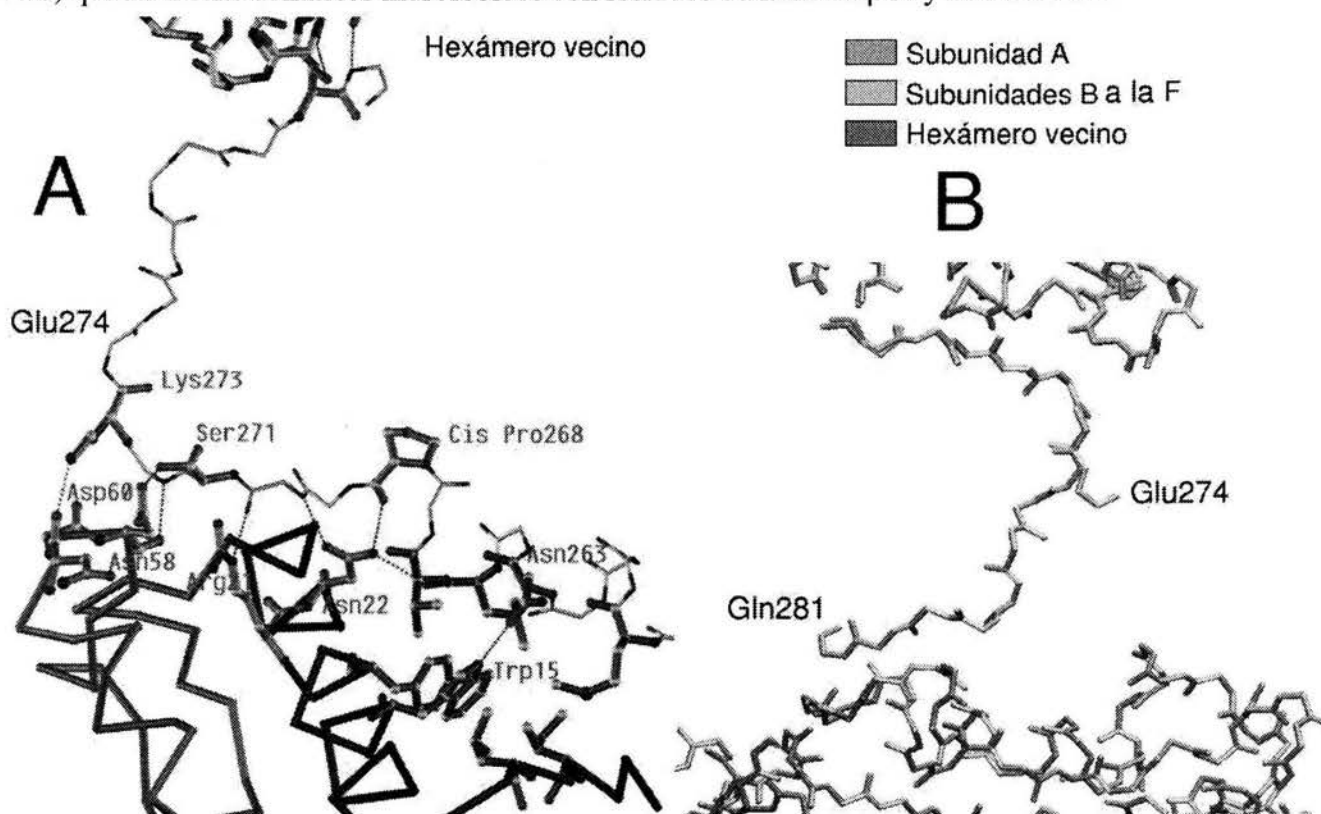 Hexámero vecino
Subunidad A
Subunidades B a la F
Hexámero vecino
A
B
Glu274
Lys273
Ser271
Cis Pro268
Asp60
Asn58
Arg
Asn22
Asn263
Trp15
Glu274
Gln281